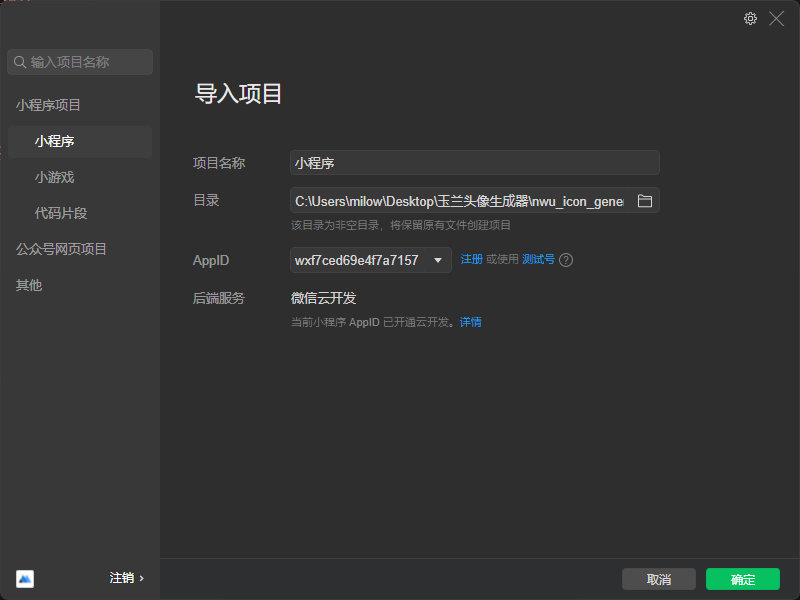 输入项目名称
小程序项目
小程序
小游戏
代码片段
公众号网页项目
其他
注销 ›
导入项目
项目名称 小程序
目录 C:\Users\milow\Desktop\玉兰头像生成器\nwu_icon_gene
该目录为非空目录，将保留原有文件创建项目
AppID wxf7ced69e4f7a7157 注册 或使用 测试号 ?
后端服务 微信云开发
当前小程序 AppID 已开通云开发。详情
取消 确定